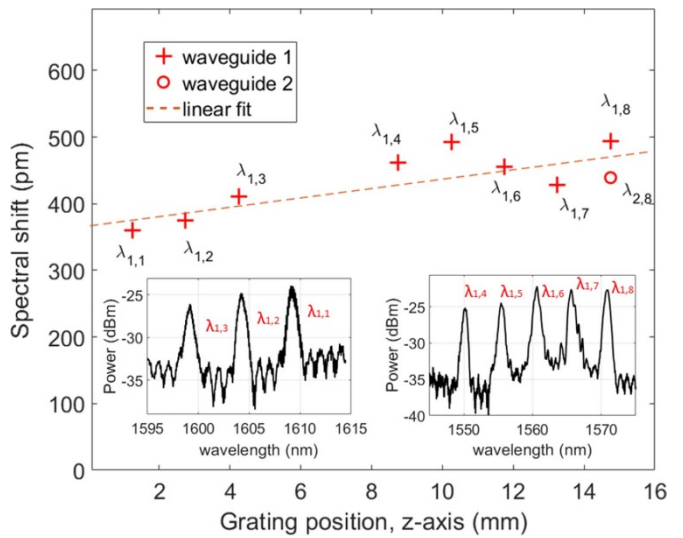 600
500
400
300
200
100
0
Spectral shift (pm)
waveguide 1
waveguide 2
linear fit
λ1,1
λ1,2
λ1,3
λ1,4
λ1,5
λ1,6
λ1,7
λ1,8
λ2,8
-25
-30
-35
Power (dBm)
λ1,3
λ1,2
λ1,1
1595 1600 1605 1610 1615
wavelength (nm)
-25
-30
-35
-40
Power (dBm)
λ1,4 λ1,5 λ1,6 λ1,7 λ1,8
1550 1560 1570
wavelength (nm)
2 4 6 8 10 12 14 16
Grating position, z-axis (mm)